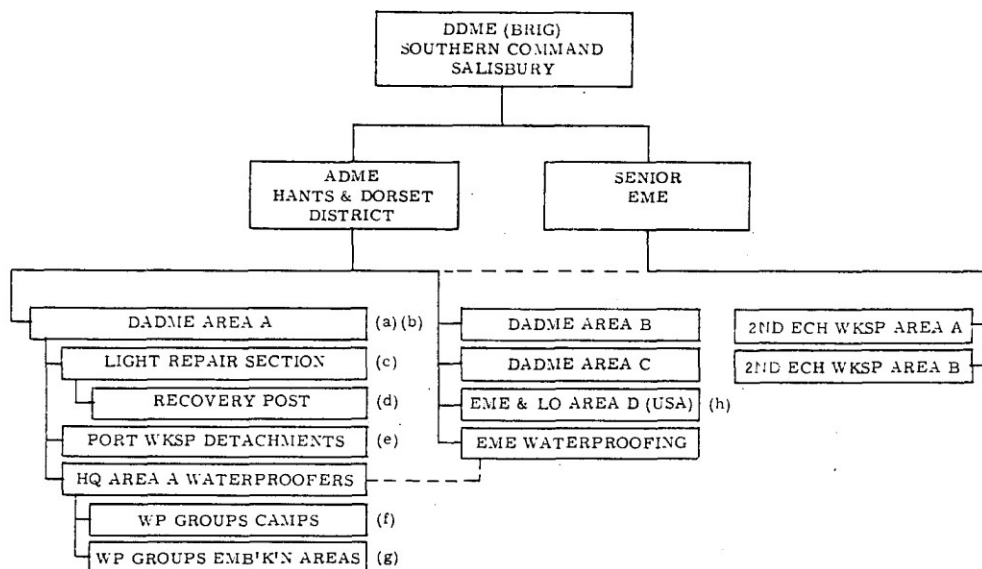 DDME (BRIG)
SOUTHERN COMMAND
SALISBURY
ADME
HANTS & DORSET
DISTRICT
SENIOR
EME
DADME AREA A (a) (b)
LIGHT REPAIR SECTION (c)
RECOVERY POST (d)
PORT WKSP DETACHMENTS (e)
HQ AREA A WATERPROOFERS
WP GROUPS CAMPS (f)
WP GROUPS EMB'K'N AREAS (g)
DADME AREA B
DADME AREA C
EME & LO AREA D (USA) (h)
EME WATERPROOFING
2ND ECH WKSP AREA A
2ND ECH WKSP AREA B